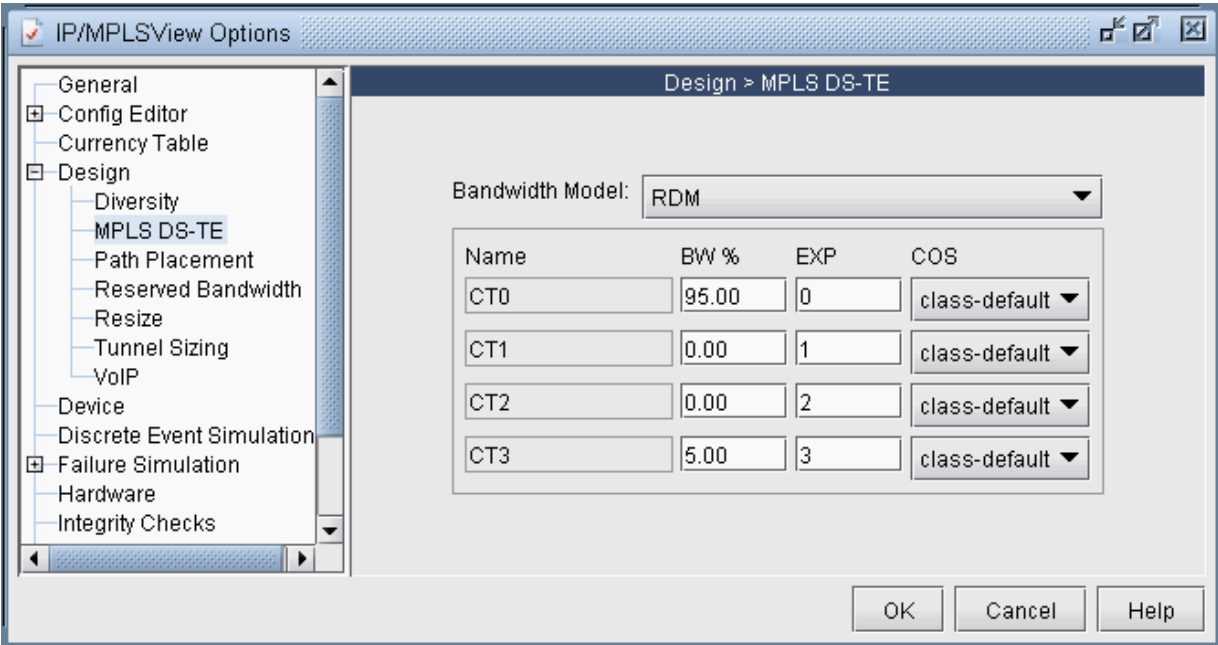 IP/MPLSView Options
General
Config Editor
Currency Table
Design
Diversity
MPLS DS-TE
Path Placement
Reserved Bandwidth
Resize
Tunnel Sizing
VoIP
Device
Discrete Event Simulation
Failure Simulation
Hardware
Integrity Checks
Design > MPLS DS-TE
Bandwidth Model: RDM
Name BW % EXP COS
CT0 95.00 0 class-default
CT1 0.00 1 class-default
CT2 0.00 2 class-default
CT3 5.00 3 class-default
OK Cancel Help